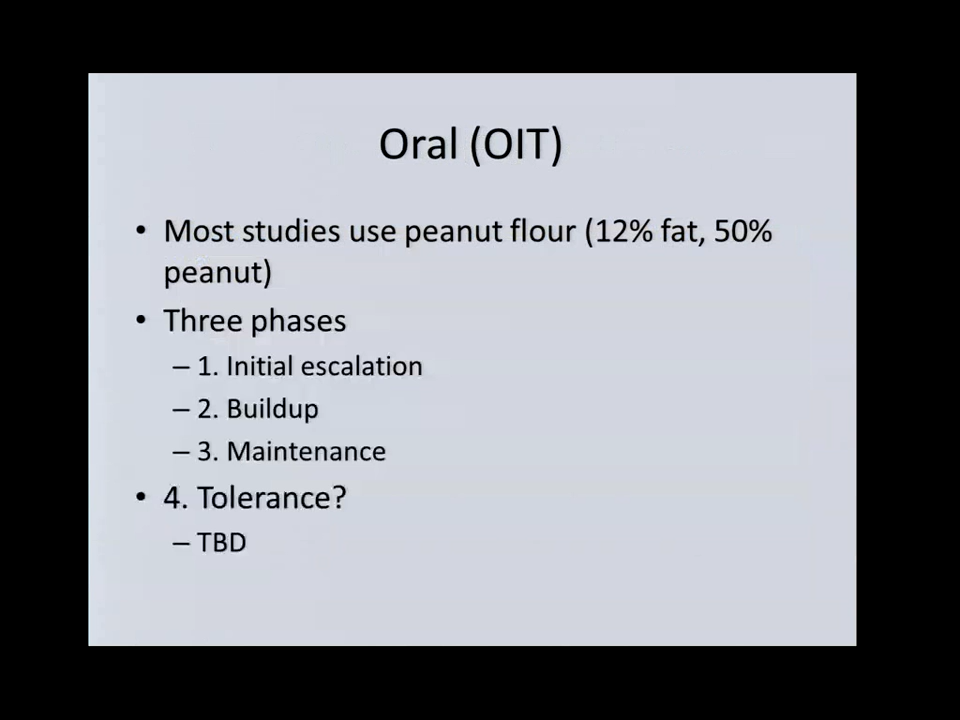 Oral (OIT)
• Most studies use peanut flour (12% fat, 50%
peanut)
• Three phases
– 1. Initial escalation
– 2. Buildup
– 3. Maintenance
• 4. Tolerance?
– TBD